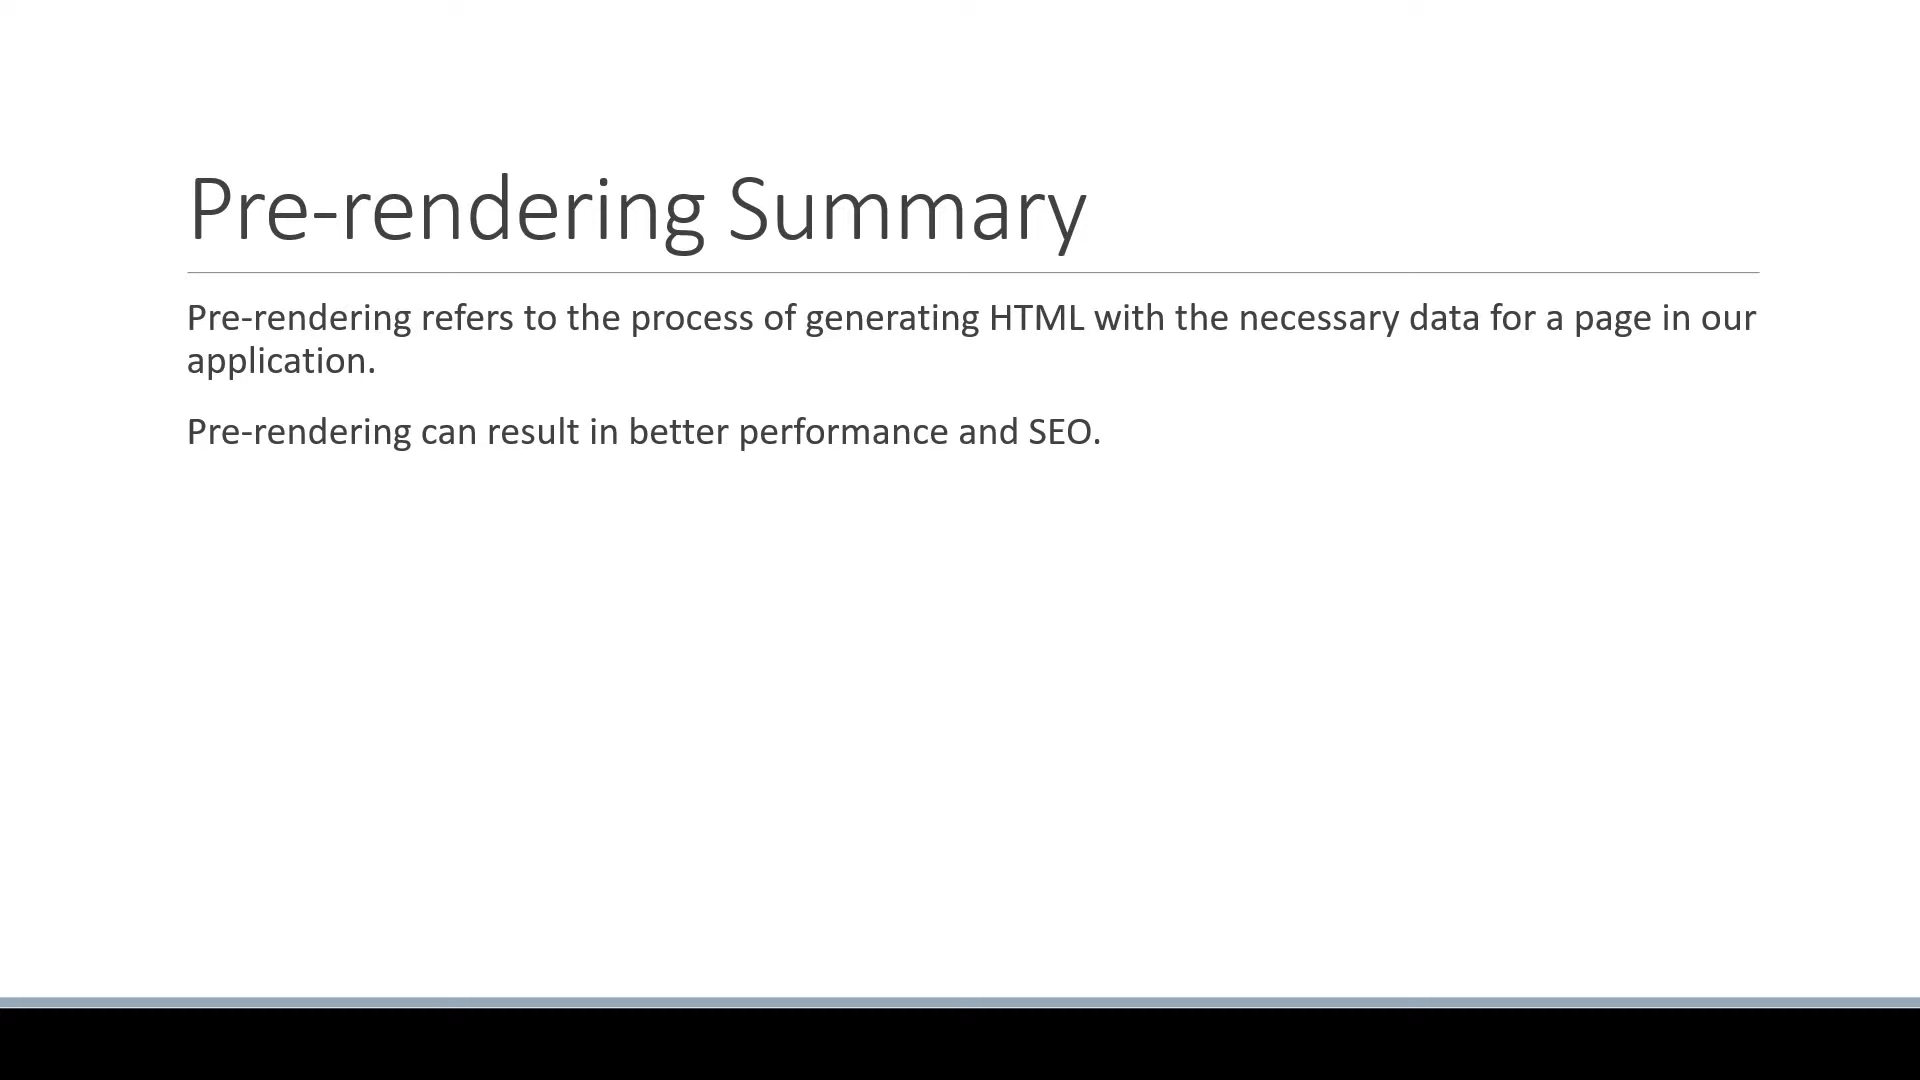 Pre-rendering Summary
Pre-rendering refers to the process of generating HTML with the necessary data for a page in our
application.
Pre-rendering can result in better performance and SEO.